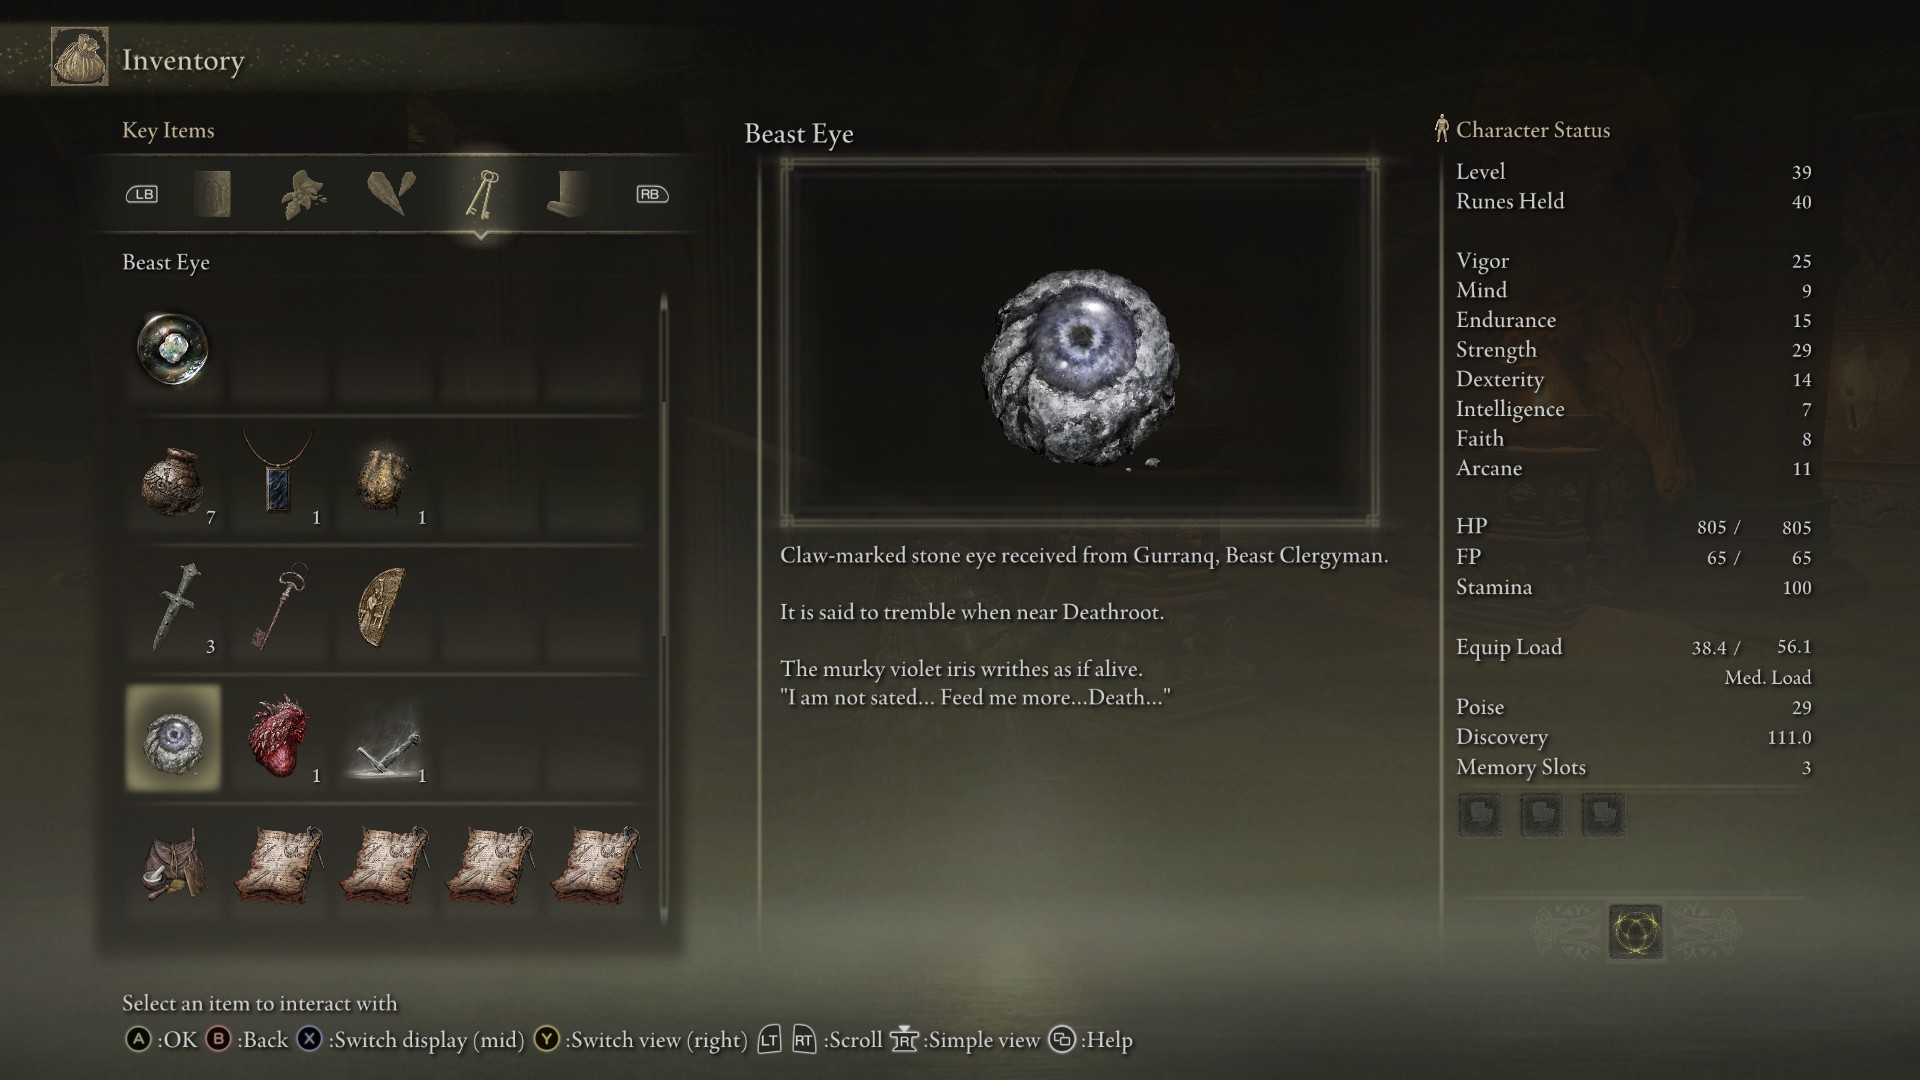 Inventory
Key Items
LB
RB
Beast Eye
7
1
1
3
1
1
Beast Eye
Claw-marked stone eye received from Gurranq, Beast Clergyman.
It is said to tremble when near Deathroot.
The murky violet iris writhes as if alive.
"I am not sated... Feed me more...Death..."
Character Status
Level 39
Runes Held 40
Vigor 25
Mind 9
Endurance 15
Strength 29
Dexterity 14
Intelligence 7
Faith 8
Arcane 11
HP 805 / 805
FP 65 / 65
Stamina 100
Equip Load 38.4 / 56.1
Med. Load
Poise 29
Discovery 111.0
Memory Slots 3
Select an item to interact with
A :OK B :Back X :Switch display (mid) Y :Switch view (right) LT RT :Scroll R :Simple view :Help